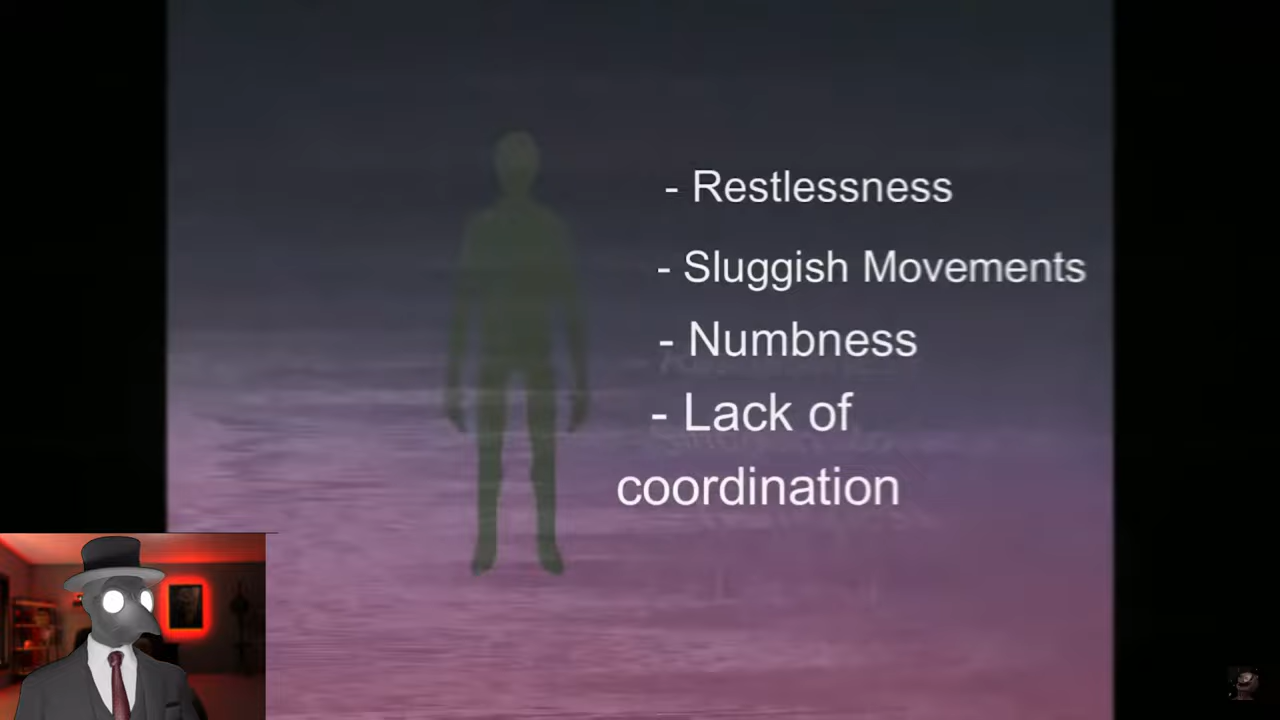 - Restlessness
- Sluggish Movements
- Numbness
- Lack of
coordination